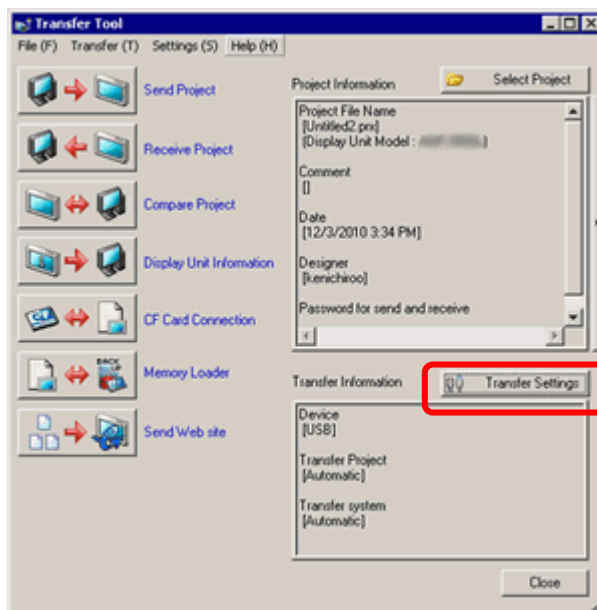 Transfer Tool
File (F) Transfer (T) Settings (S) Help (H)
Send Project
Receive Project
Compare Project
Display Unit Information
CF Card Connection
Memory Loader
BACK UP
Send Web site
Project Information
Select Project
Project File Name
[Untitled2.prx]
(Display Unit Model :
Comment
[]
Date
[12/3/2010 3:34 PM]
Designer
[kenichiroo]
Password for send and receive
Transfer Information
Transfer Settings
Device
[USB]
Transfer Project
[Automatic]
Transfer system
[Automatic]
Close